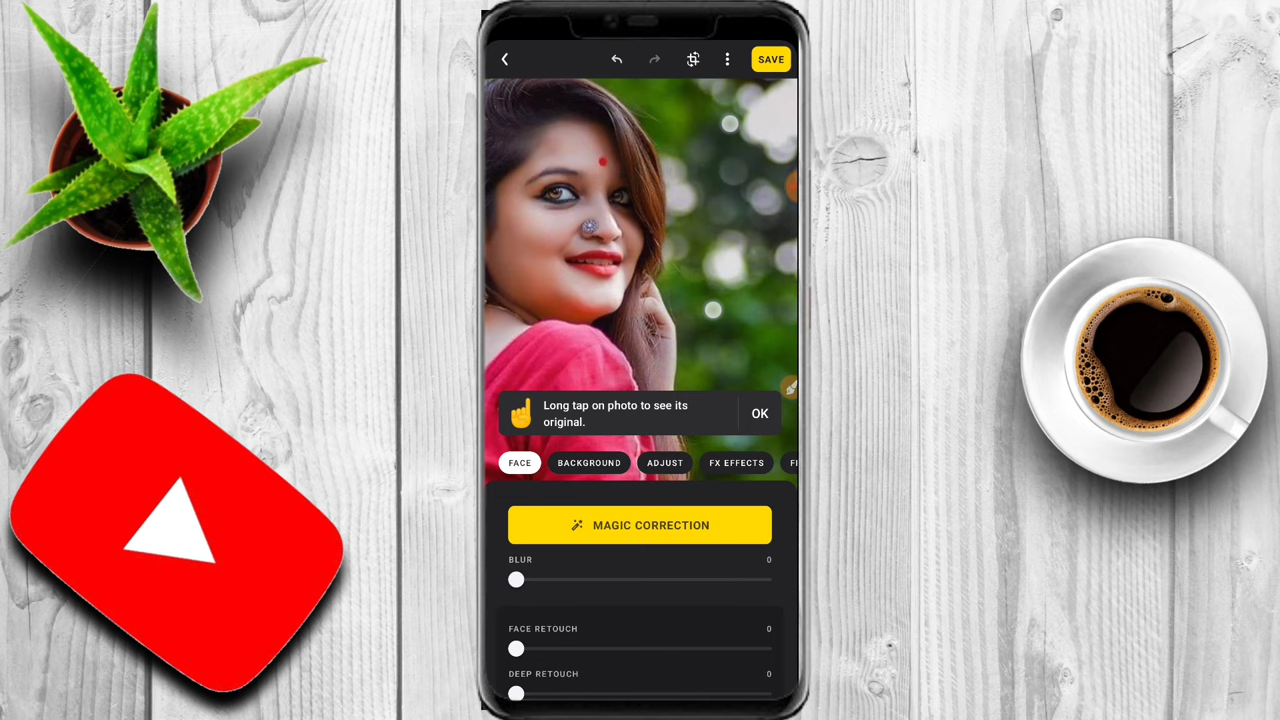 SAVE
Long tap on photo to see its
original.
OK
FACE
BACKGROUND
ADJUST
FX EFFECTS
MAGIC CORRECTION
BLUR 0
FACE RETOUCH 0
DEEP RETOUCH 0